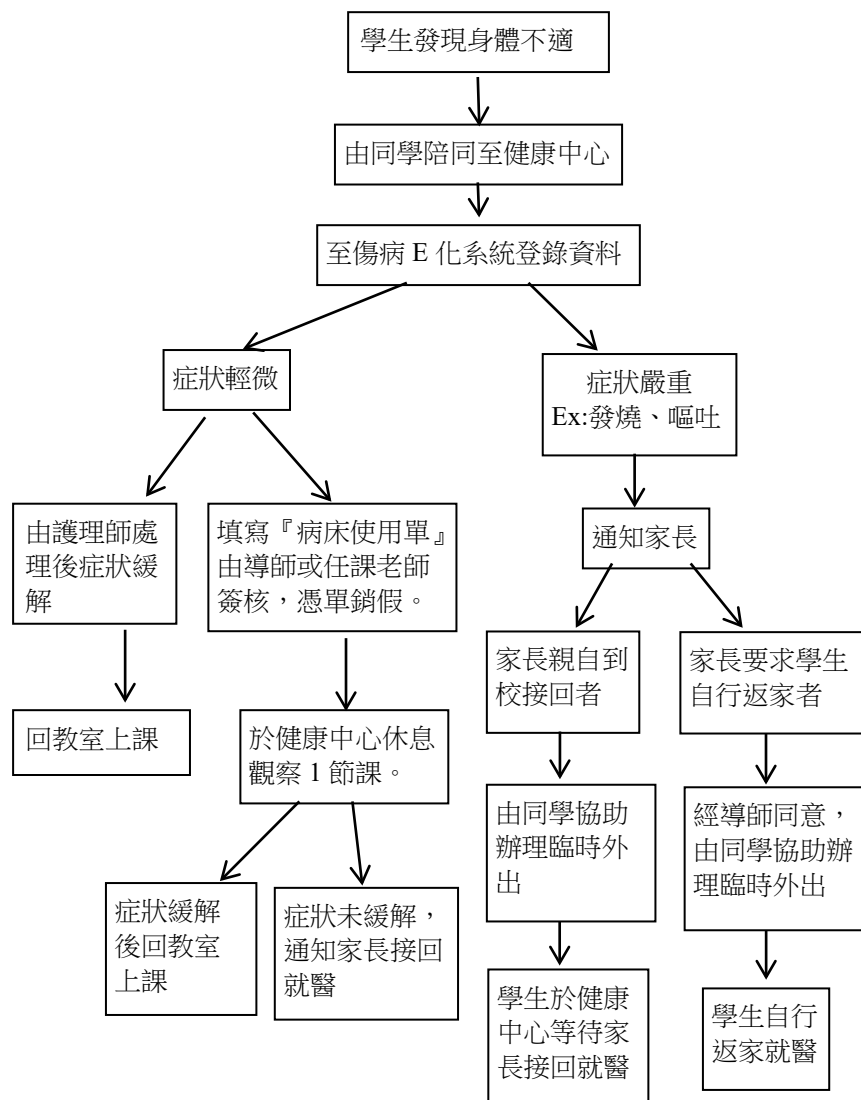 學生發現身體不適
由同學陪同至健康中心
至傷病 E 化系統登錄資料
症狀輕微
症狀嚴重
Ex:發燒、嘔吐
由護理師處
理後症狀緩
解
填寫『病床使用單』
由導師或任課老師
簽核，憑單銷假。
通知家長
回教室上課
於健康中心休息
觀察 1 節課。
家長親自到
校接回者
家長要求學生
自行返家者
症狀緩解
後回教室
上課
症狀未緩解，
通知家長接回
就醫
由同學協助
辦理臨時外
出
經導師同意，
由同學協助辦
理臨時外出
學生於健康
中心等待家
長接回就醫
學生自行
返家就醫